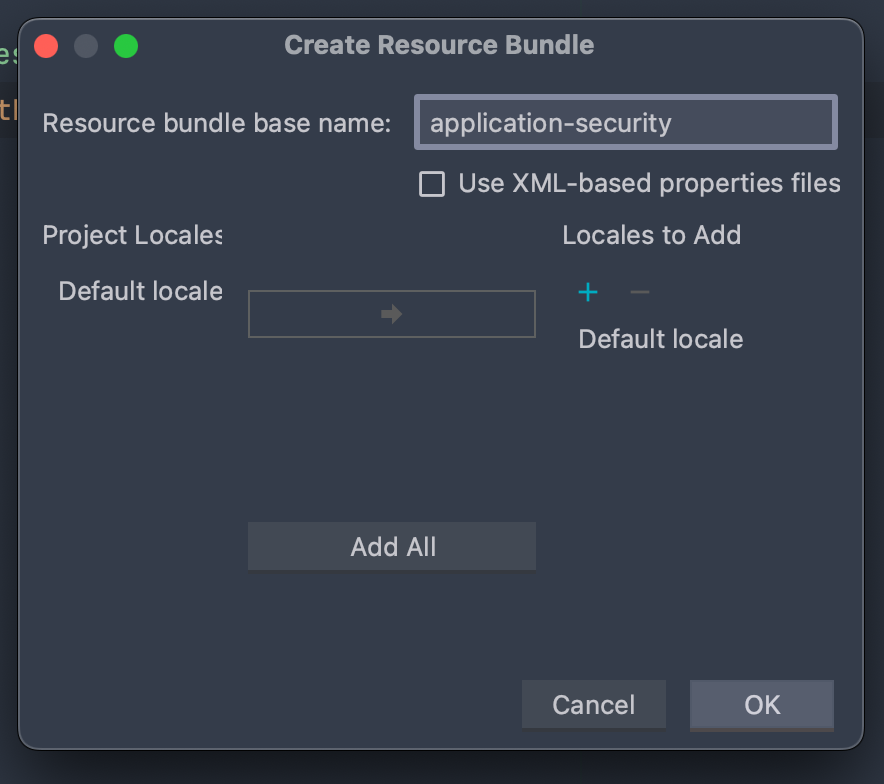 Create Resource Bundle
Resource bundle base name: application-security
Use XML-based properties files
Project Locales
Locales to Add
Default locale
Default locale
Add All
Cancel OK